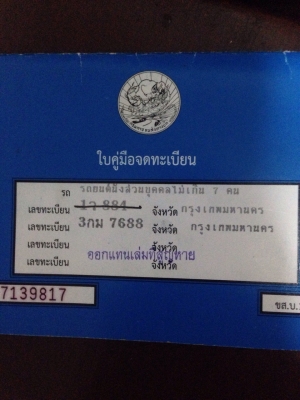 ใบคู่มือจดทะเบียน
รถ รถยนต์นั่งส่วนบุคคลไม่เกิน 7 คน
เลขทะเบียน 1ว 884 จังหวัด กรุงเทพมหานคร
เลขทะเบียน 3กม 7688 จังหวัด กรุงเทพมหานคร
เลขทะเบียน จังหวัด
ออกแทนเล่มที่สูญหาย
เลขทะเบียน จังหวัด
7139817
ขส.บ.